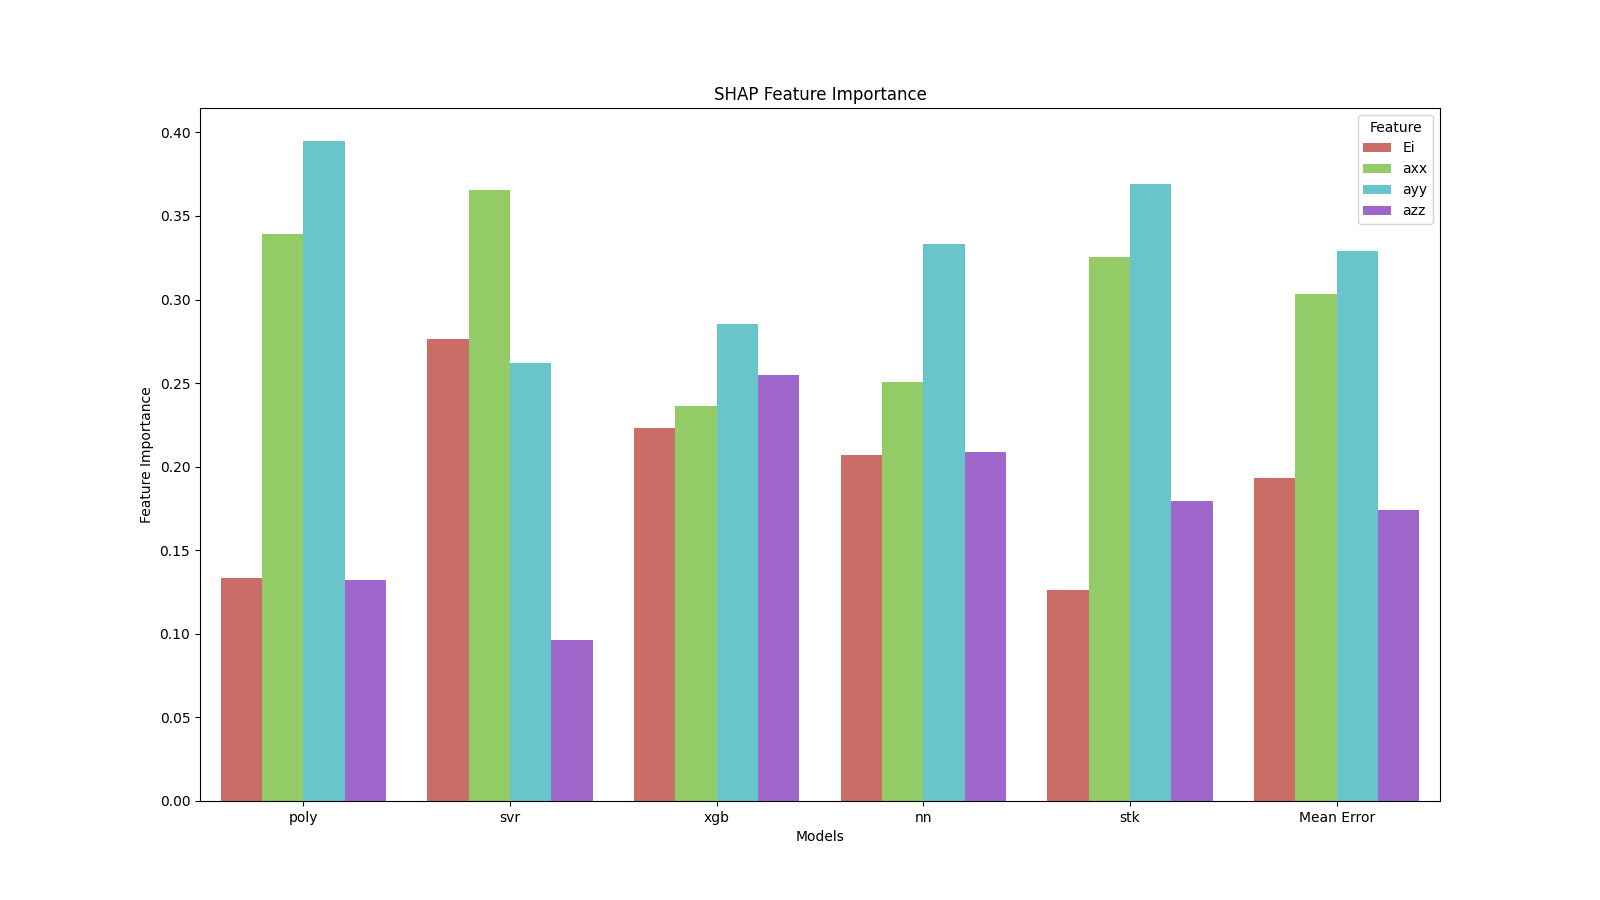 SHAP Feature Importance
Feature
Ei
axx
ayy
azz
0.40
0.35
0.30
0.25
0.20
0.15
0.10
0.05
0.00
Feature Importance
poly svr xgb nn stk Mean Error
Models